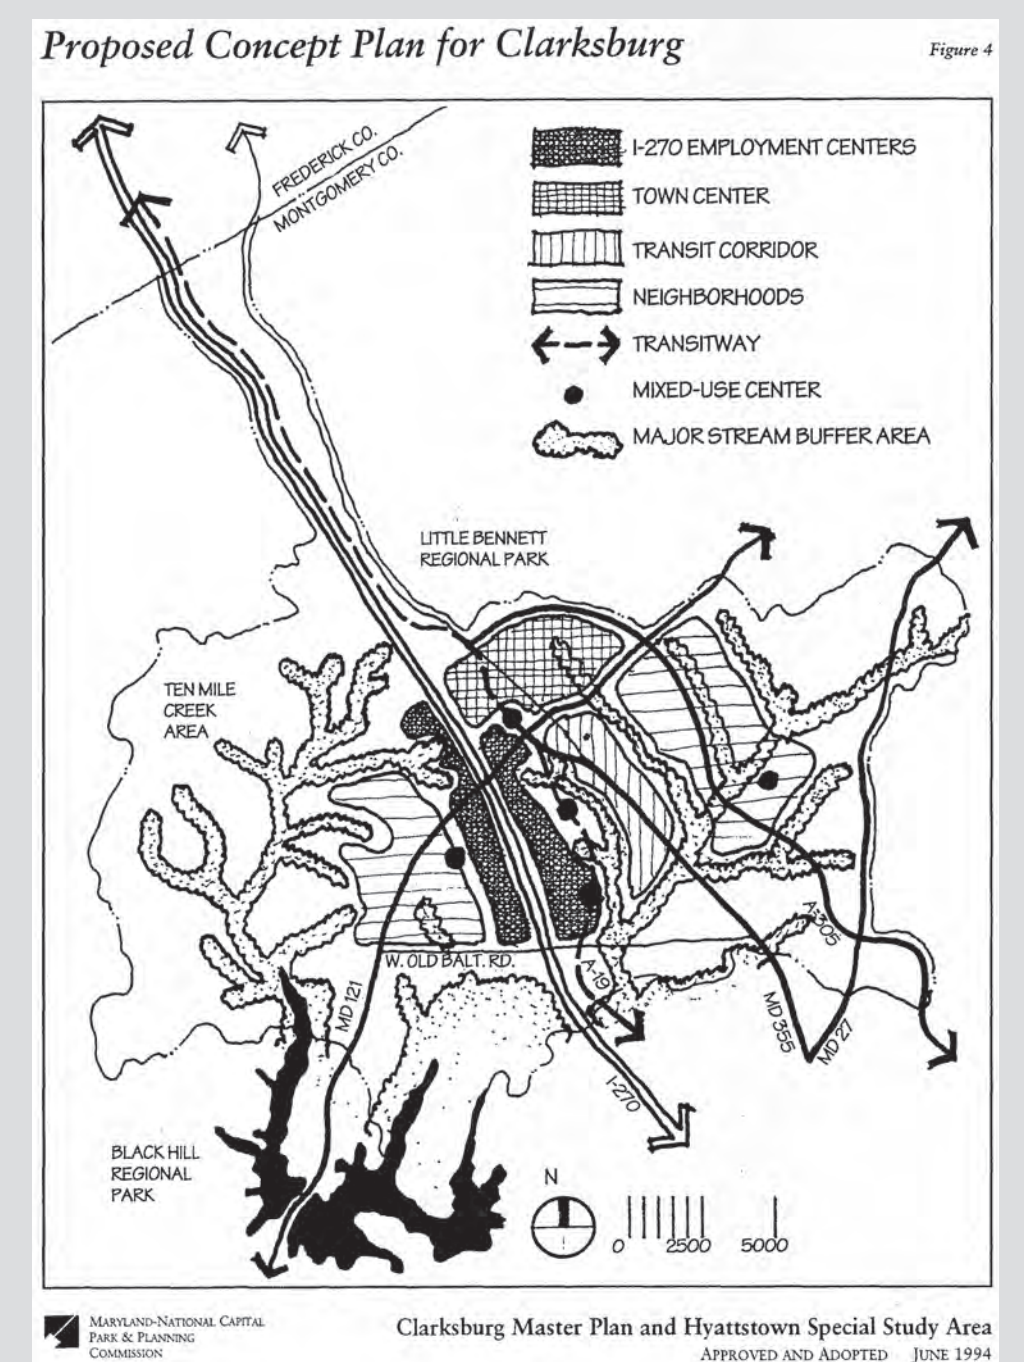 Proposed Concept Plan for Clarksburg
Figure 4
FREDERICK CO.
MONTGOMERY CO.
I-270 EMPLOYMENT CENTERS
TOWN CENTER
TRANSIT CORRIDOR
NEIGHBORHOODS
TRANSITWAY
MIXED-USE CENTER
MAJOR STREAM BUFFER AREA
LITTLE BENNETT
REGIONAL PARK
TEN MILE
CREEK
AREA
W. OLD BALT. RD.
A-305
A-19
MD 121
MD 355
MD 27
I-270
BLACK HILL
REGIONAL
PARK
N
0 2500 5000
MARYLAND-NATIONAL CAPITAL
PARK & PLANNING
COMMISSION
Clarksburg Master Plan and Hyattstown Special Study Area
APPROVED AND ADOPTED JUNE 1994